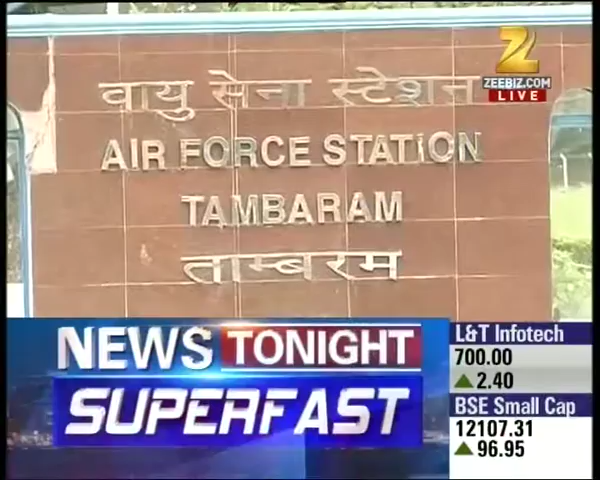 वायु सेना स्टेशन
AIR FORCE STATION
TAMBARAM
ताम्बरम
Z
ZEEBIZ.COM
LIVE
NEWS TONIGHT
SUPERFAST
L&T Infotech
700.00
▲ 2.40
BSE Small Cap
12107.31
▲ 96.95